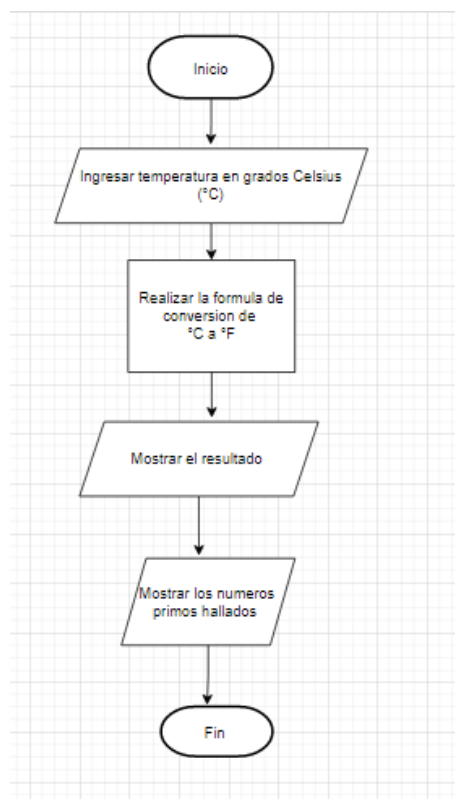 Inicio
Ingresar temperatura en grados Celsius
(°C)
Realizar la formula de
conversion de
°C a °F
Mostrar el resultado
Mostrar los numeros
primos hallados
Fin